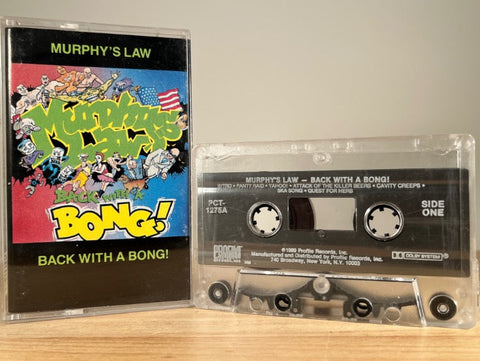 MURPHY'S LAW
Murphy's
Law
BACK WITH A
BONG!
BACK WITH A BONG!
MURPHY'S LAW – BACK WITH A BONG!
INTRO • PANTY RAID • YAHOO! • ATTACK OF THE KILLER BEERS • CAVITY CREEPS •
SKA SONG • QUEST FOR HERB
PCT-
1275A
SIDE
ONE
PROFILE
© 1989 Profile Records, Inc.
Manufactured and Distributed by Profile Records, Inc.
740 Broadway, New York, N.Y. 10003
DOLBY SYSTEM